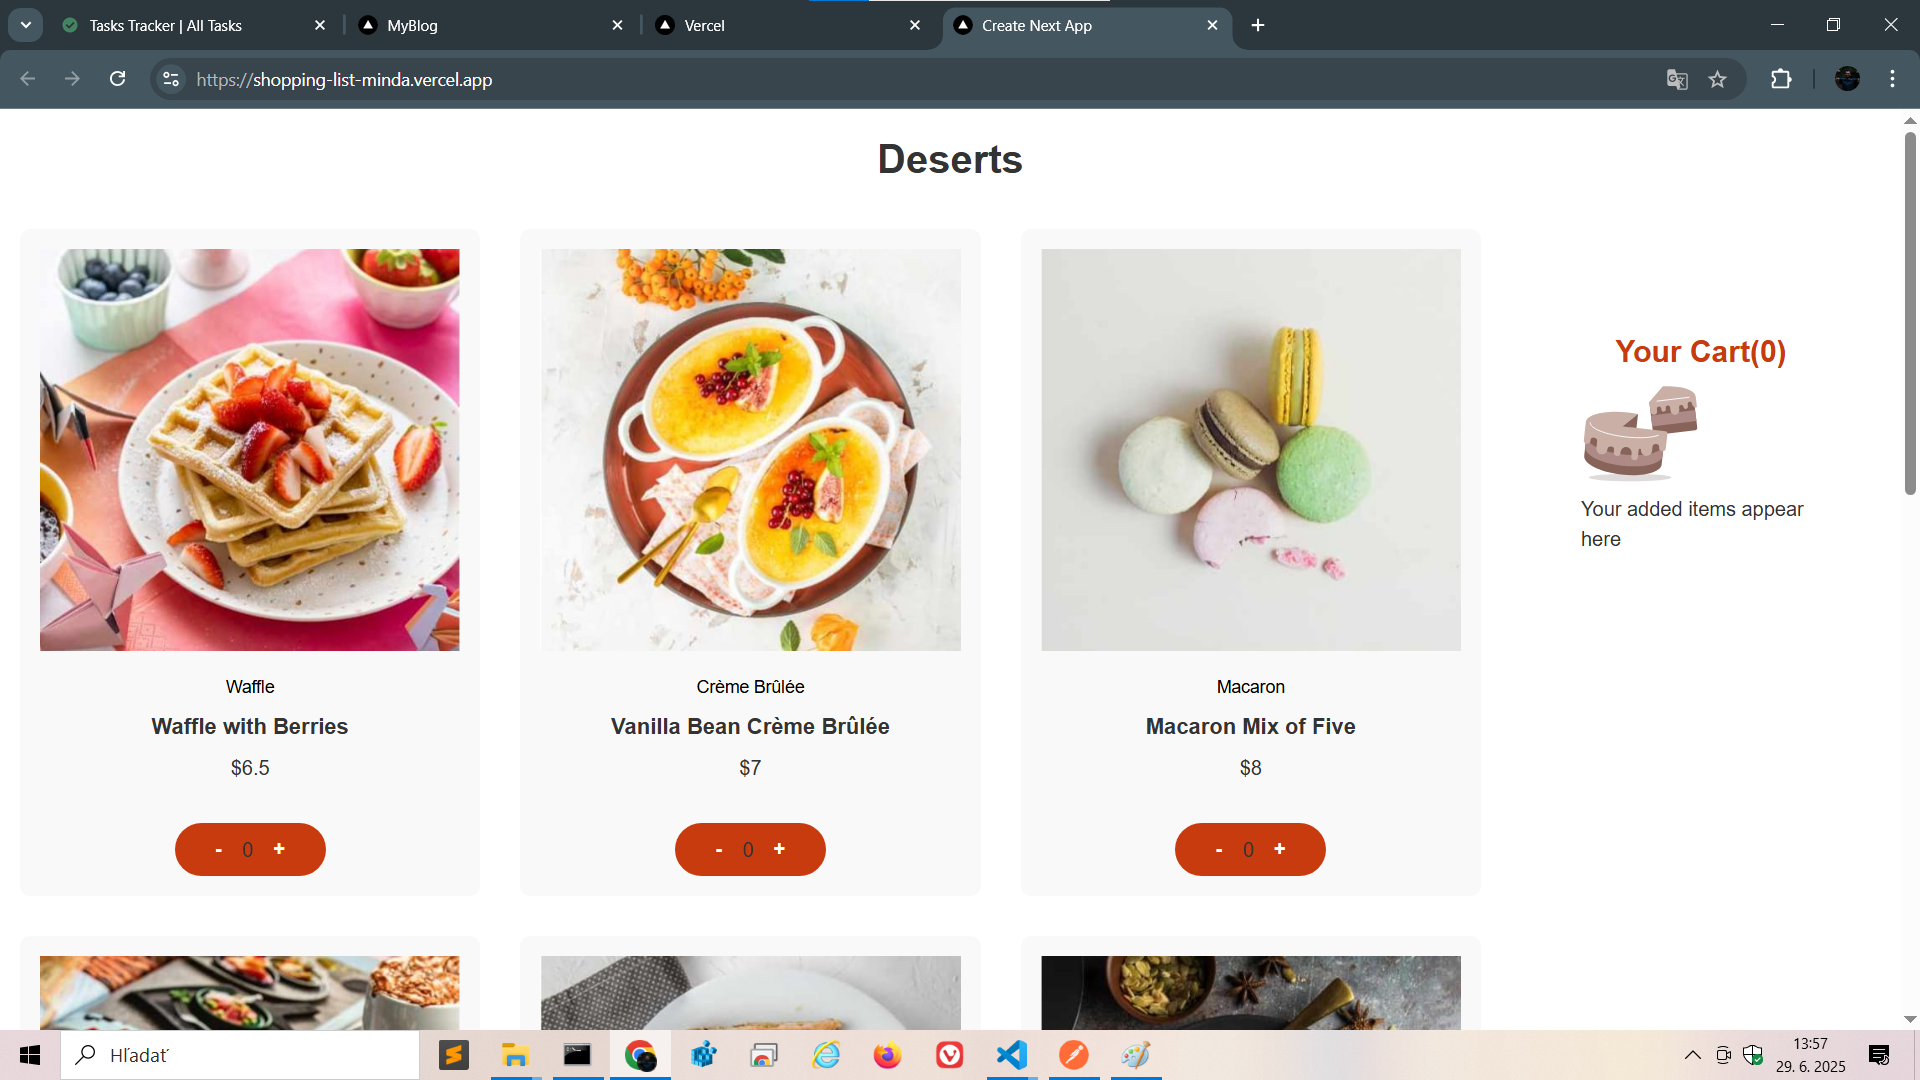 Tasks Tracker | All Tasks
MyBlog
Vercel
Create Next App
https://shopping-list-minda.vercel.app
Deserts
Your Cart(0)
Your added items appear
here
Waffle
Crème Brûlée
Macaron
Waffle with Berries
Vanilla Bean Crème Brûlée
Macaron Mix of Five
$6.5
$7
$8
- 0 +
- 0 +
- 0 +
Hľadať
13:57
29. 6. 2025